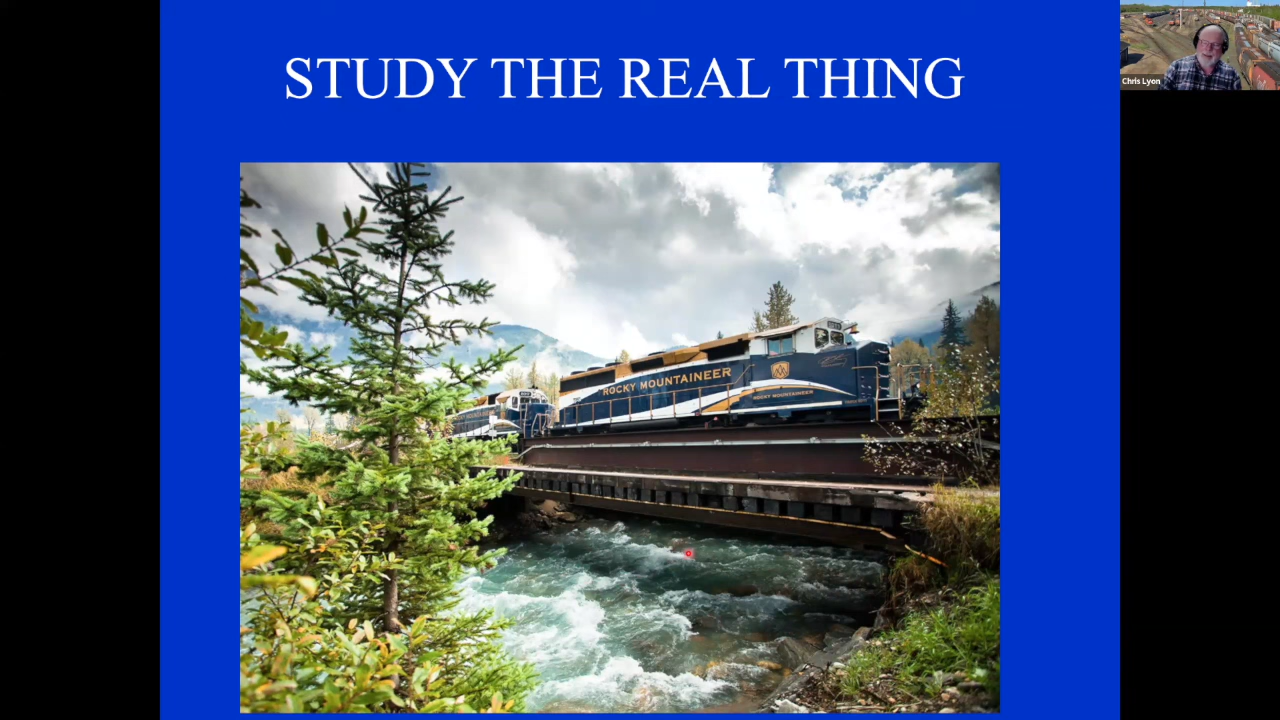 STUDY THE REAL THING
Chris Lyon
ROCKY MOUNTAINEER
ROCKY MOUNTAINEER